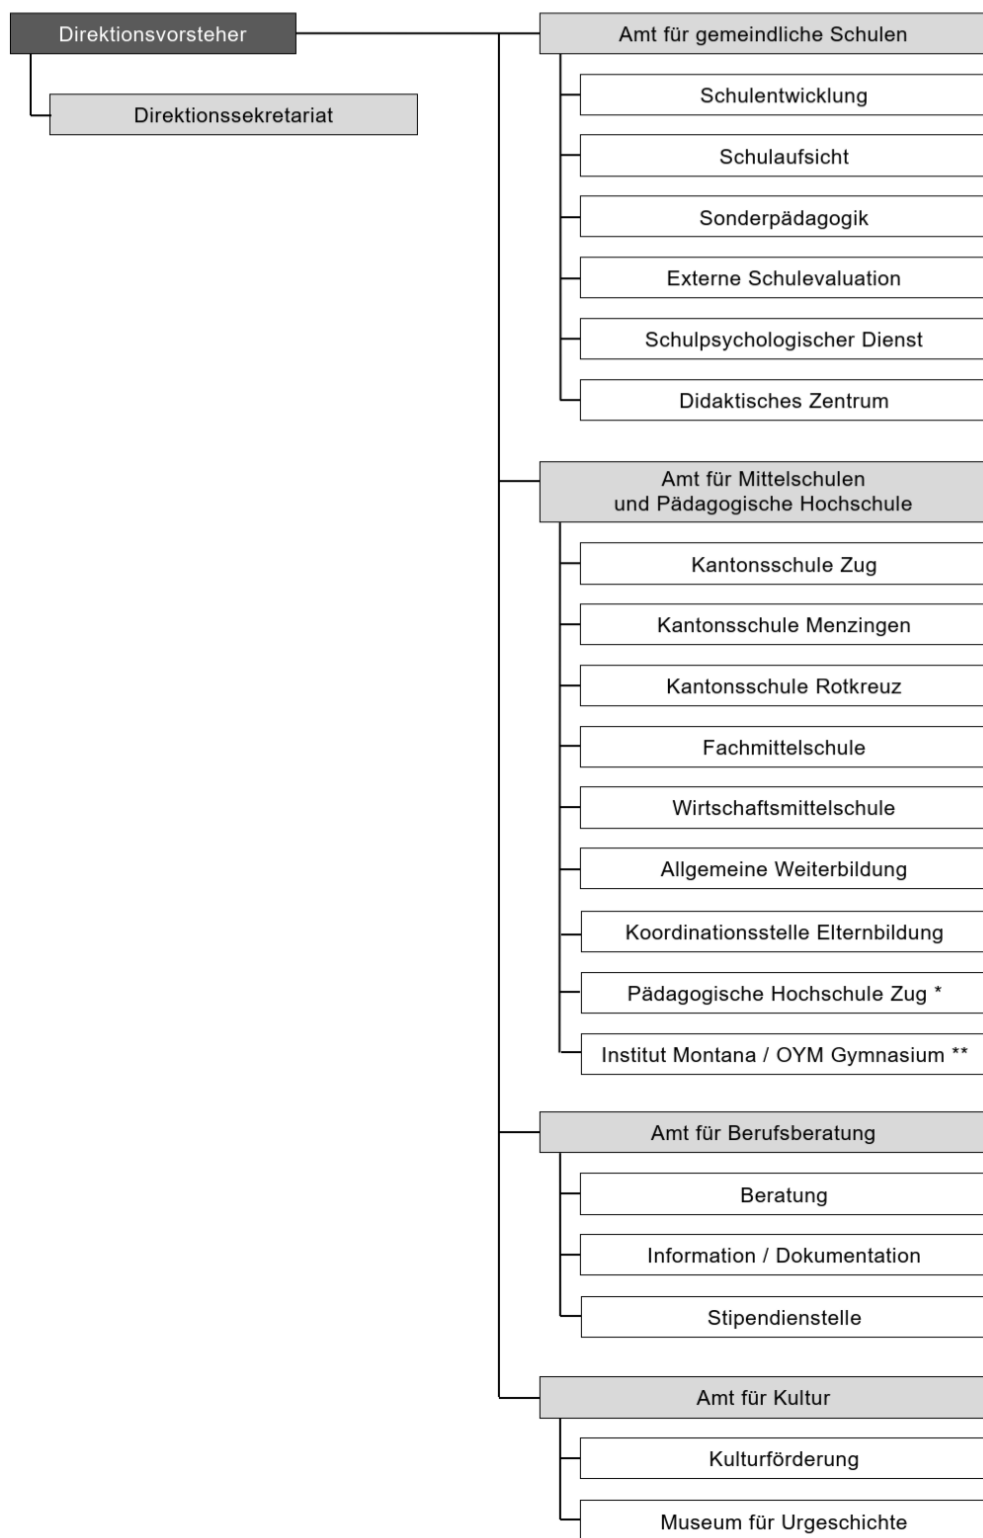 Direktionsvorsteher
Direktionssekretariat
Amt für gemeindliche Schulen
Schulentwicklung
Schulaufsicht
Sonderpädagogik
Externe Schulevaluation
Schulpsychologischer Dienst
Didaktisches Zentrum
Amt für Mittelschulen
und Pädagogische Hochschule
Kantonsschule Zug
Kantonsschule Menzingen
Kantonsschule Rotkreuz
Fachmittelschule
Wirtschaftsmittelschule
Allgemeine Weiterbildung
Koordinationsstelle Elternbildung
Pädagogische Hochschule Zug *
Institut Montana / OYM Gymnasium **
Amt für Berufsberatung
Beratung
Information / Dokumentation
Stipendienstelle
Amt für Kultur
Kulturförderung
Museum für Urgeschichte